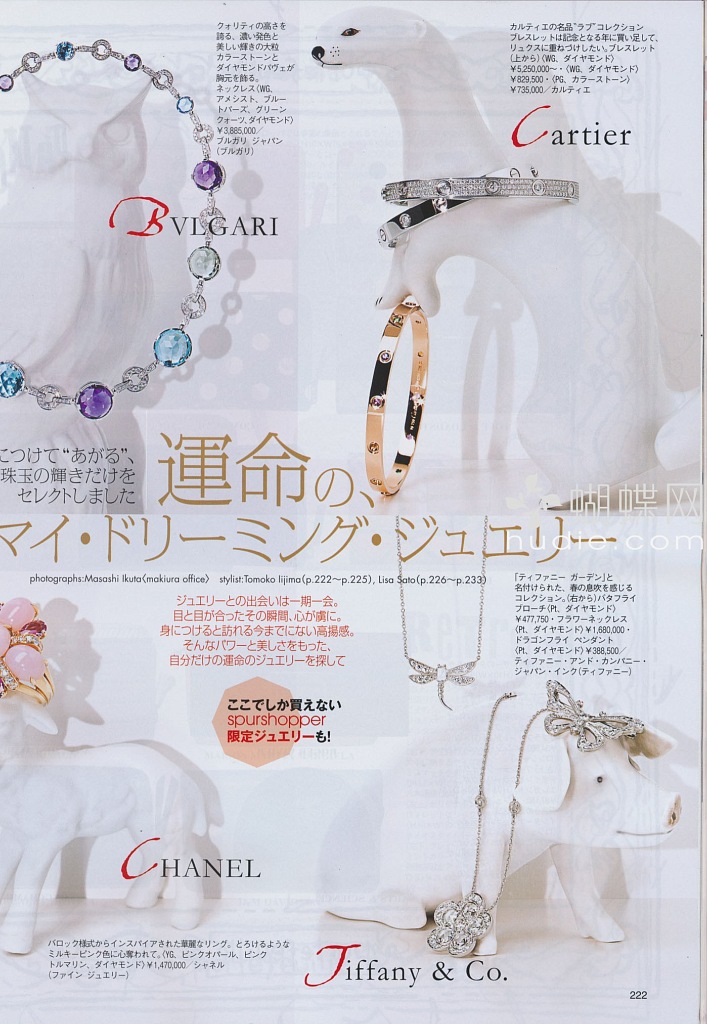 クォリティの高さを
誇る、濃い発色と
美しい輝きの大粒
カラーストーンと
ダイヤモンドパヴェが
胸元を飾る。
ネックレス〈WG、
アメシスト、ブルー
トパーズ、グリーン
クォーツ、ダイヤモンド〉
¥3,885,000／
ブルガリ ジャパン
(ブルガリ)
BVLGARI
カルティエの名品"ラブ"コレクション
ブレスレットは記念となる年に買い足して、
リュクスに重ねづけしたい。ブレスレット
(上から)〈WG、ダイヤモンド〉
¥5,250,000〜・〈WG、ダイヤモンド〉
¥829,500・〈PG、カラーストーン〉
¥735,000／カルティエ
Cartier
につけて"あがる"、
珠玉の輝きだけを
セレクトしました
運命の、
マイ・ドリーミング・ジュエリー
蝴蝶网
hudie.com
photographs:Masashi Ikuta〈makiura office〉 stylist:Tomoko Iijima(p.222〜p.225), Lisa Sato(p.226〜p.233)
ジュエリーとの出会いは一期一会。
目と目が合ったその瞬間、心が虜に。
身につけると訪れる今までにない高揚感。
そんなパワーと美しさをもった、
自分だけの運命のジュエリーを探して
ここでしか買えない
spurshopper
限定ジュエリーも!
「ティファニー ガーデン」と
名付けられた、春の息吹を感じる
コレクション。(右から)バタフライ
ブローチ〈Pt、ダイヤモンド〉
¥477,750・フラワーネックレス
〈Pt、ダイヤモンド〉¥1,680,000・
ドラゴンフライ ペンダント
〈Pt、ダイヤモンド〉¥388,500／
ティファニー・アンド・カンパニー・
ジャパン・インク(ティファニー)
CHANEL
バロック様式からインスパイアされた華麗なリング。とろけるような
ミルキーピンク色に心奪われて。〈YG、ピンクオパール、ピンク
トルマリン、ダイヤモンド〉¥1,470,000／シャネル
(ファイン ジュエリー)
Tiffany & Co.
222